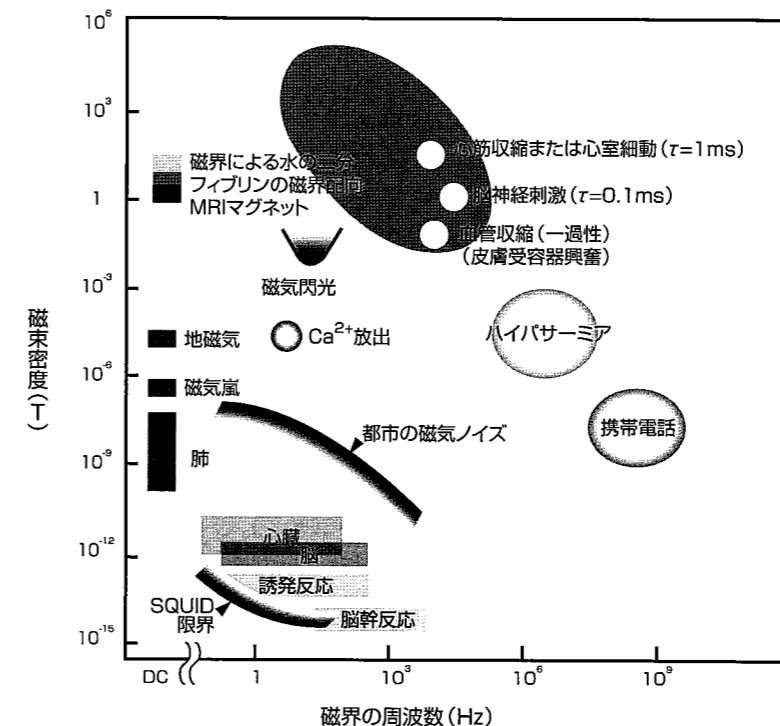 10⁶
10³
1
10⁻³
10⁻⁶
10⁻⁹
10⁻¹²
10⁻¹⁵
磁束密度(T)
磁界による水の二分
フィブリンの磁界配向
MRIマグネット
心筋収縮または心室細動(τ=1ms)
脳神経刺激(τ=0.1ms)
血管収縮(一過性)
(皮膚受容器興奮)
磁気閃光
地磁気
Ca²⁺放出
ハイパサーミア
磁気嵐
都市の磁気ノイズ
携帯電話
肺
心臓
脳
誘発反応
SQUID
限界
脳幹反応
DC
1
10³
10⁶
10⁹
磁界の周波数(Hz)